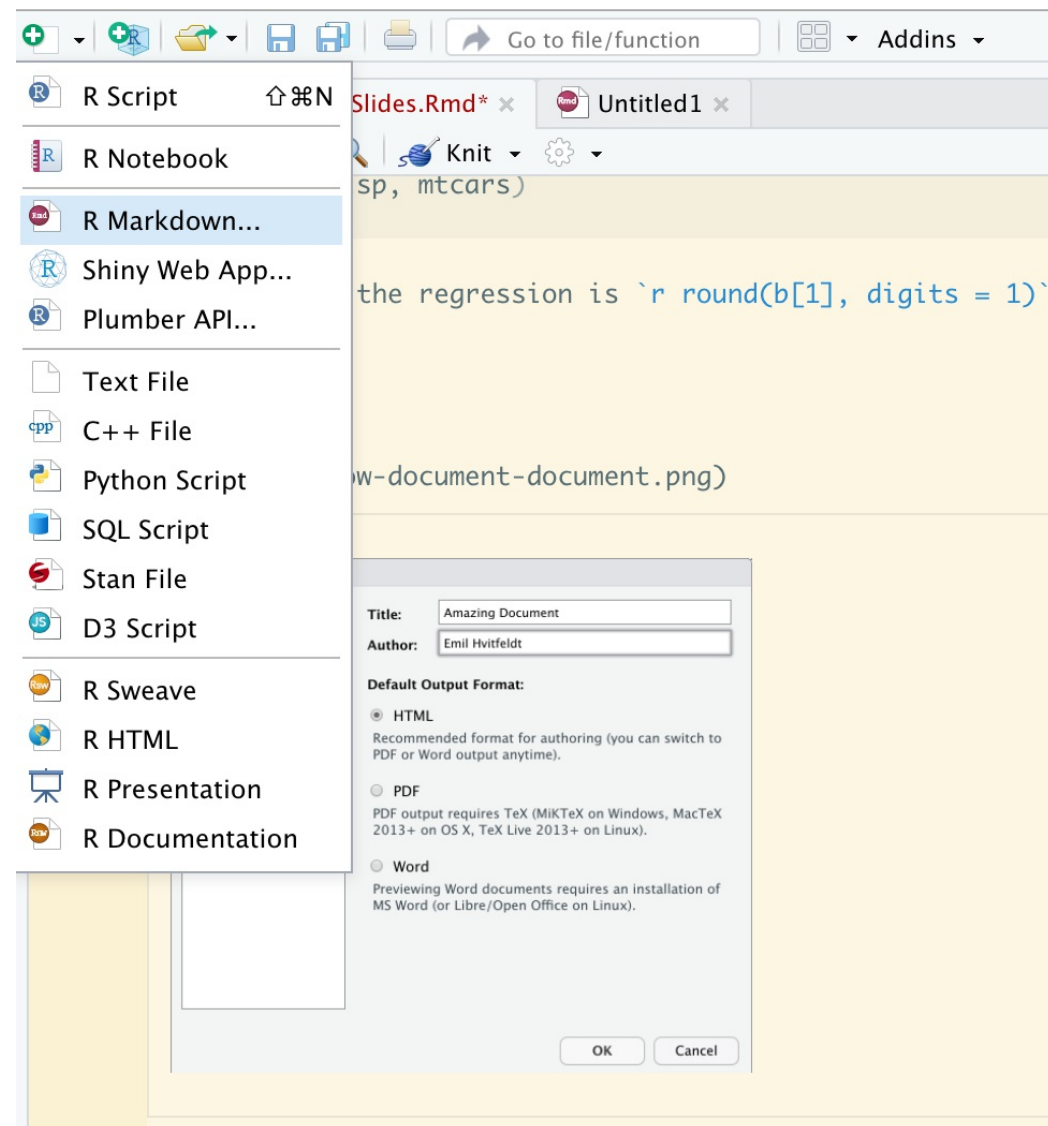 Go to file/function
Addins
R Script ⇧⌘N
R Notebook
R Markdown...
Shiny Web App...
Plumber API...
Text File
C++ File
Python Script
SQL Script
Stan File
D3 Script
R Sweave
R HTML
R Presentation
R Documentation
Slides.Rmd*
Untitled1
Knit
sp, mtcars)
the regression is `r round(b[1], digits = 1)`
w-document-document.png)
Title: Amazing Document
Author: Emil Hvitfeldt
Default Output Format:
HTML
Recommended format for authoring (you can switch to
PDF or Word output anytime).
PDF
PDF output requires TeX (MiKTeX on Windows, MacTeX
2013+ on OS X, TeX Live 2013+ on Linux).
Word
Previewing Word documents requires an installation of
MS Word (or Libre/Open Office on Linux).
OK Cancel